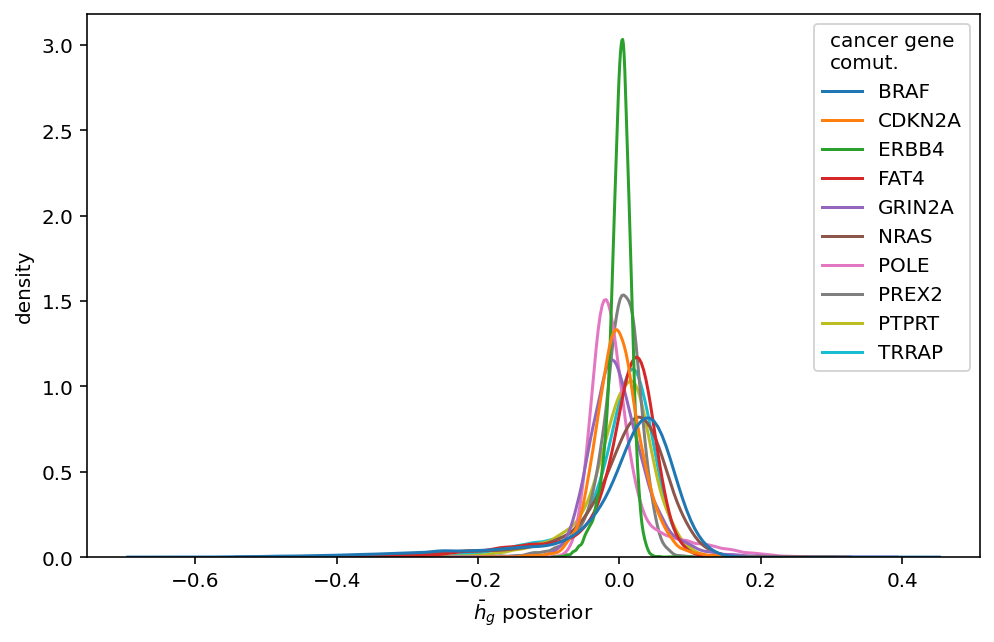 3.0
2.5
2.0
1.5
1.0
0.5
0.0
density
−0.6 −0.4 −0.2 0.0 0.2 0.4
h̄g posterior
cancer gene
comut.
BRAF
CDKN2A
ERBB4
FAT4
GRIN2A
NRAS
POLE
PREX2
PTPRT
TRRAP